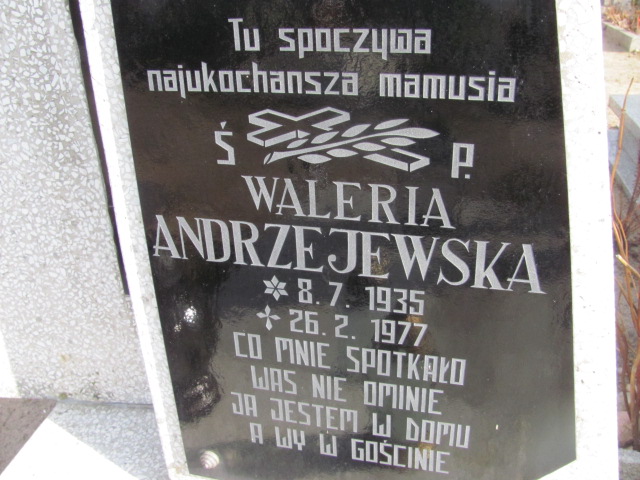 Tu spoczywa
najukochansza mamusia
Ś P.
WALERIA
ANDRZEJEWSKA
8. 7. 1935
26. 2. 1977
CO MNIE SPOTKAŁO
WAS NIE OMINIE
JA JESTEM W DOMU
A WY W GOŚCINIE